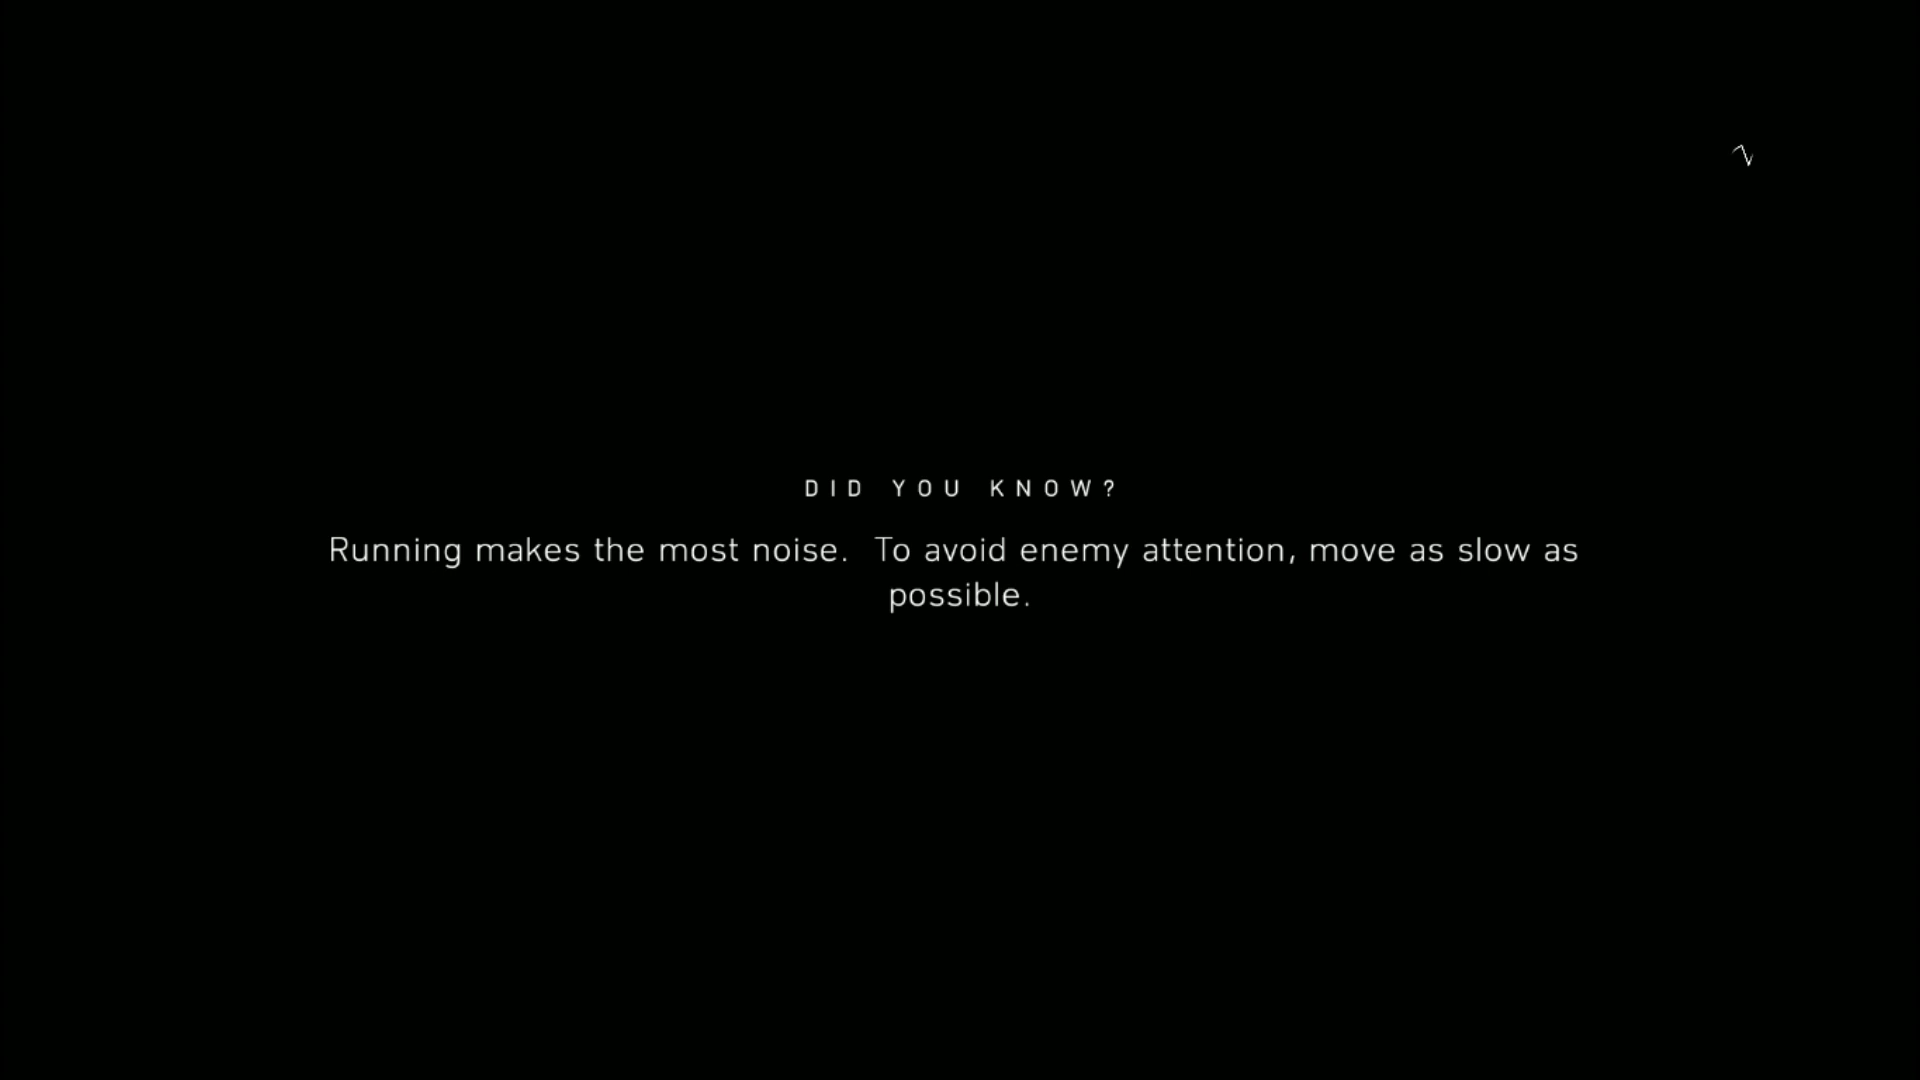 DID YOU KNOW?
Running makes the most noise.  To avoid enemy attention, move as slow as
possible.